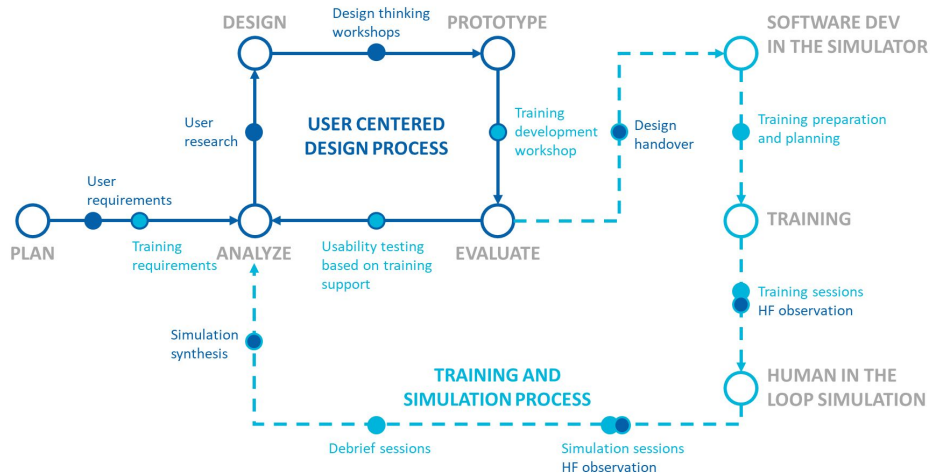 DESIGN
Design thinking
workshops
PROTOTYPE
SOFTWARE DEV
IN THE SIMULATOR
User
research
USER CENTERED
DESIGN PROCESS
Training
development
workshop
Design
handover
Training preparation
and planning
User
requirements
PLAN
Training
requirements
ANALYZE
Usability testing
based on training
support
EVALUATE
TRAINING
Training sessions
HF observation
Simulation
synthesis
TRAINING AND
SIMULATION PROCESS
HUMAN IN THE
LOOP SIMULATION
Debrief sessions
Simulation sessions
HF observation